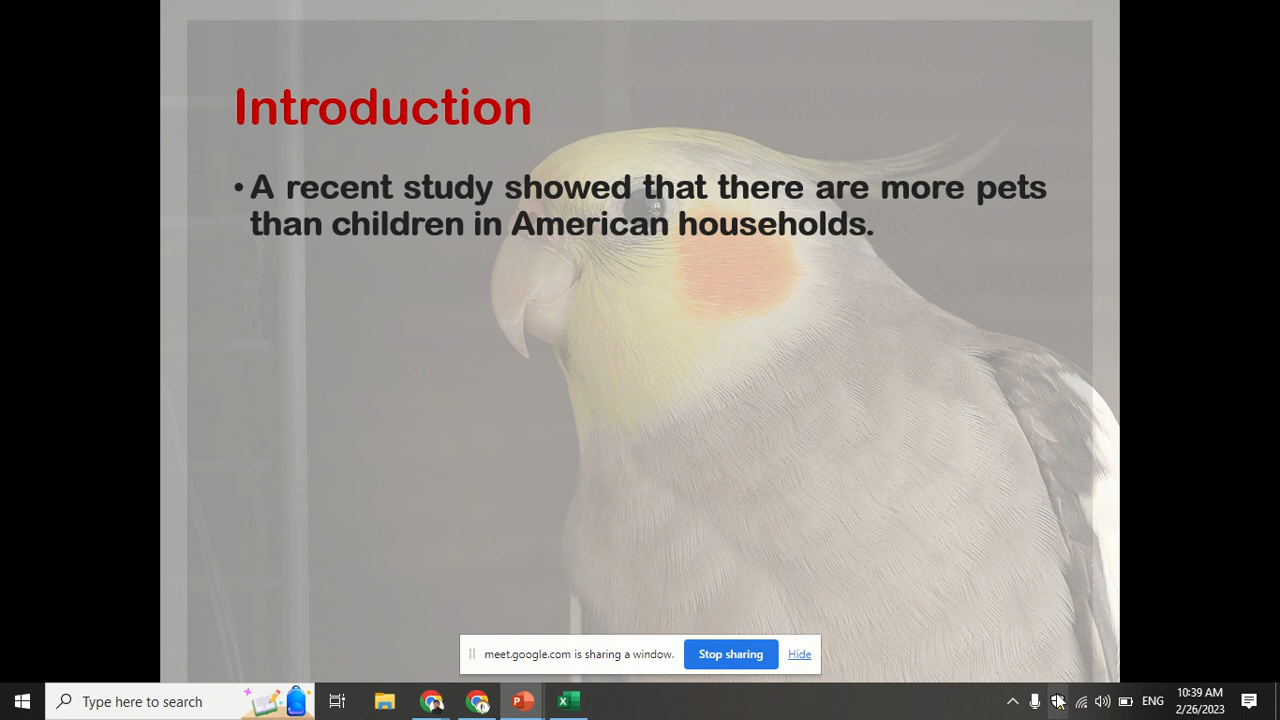 Introduction
• A recent study showed that there are more pets
than children in American households.
meet.google.com is sharing a window.
Stop sharing
Hide
Type here to search
ENG
10:39 AM
2/26/2023